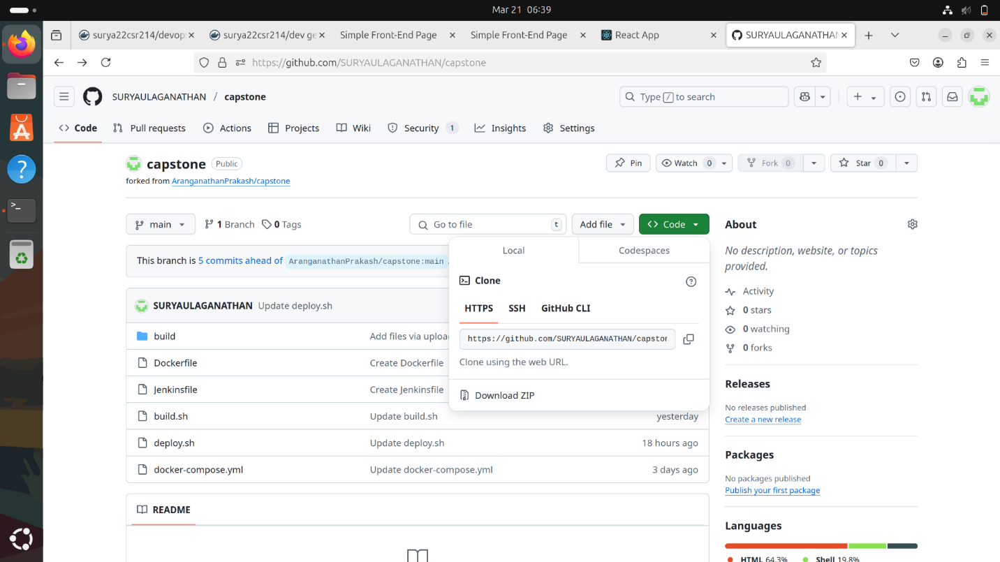 Mar 21 06:39
surya22csr214/devops
surya22csr214/dev ge
Simple Front-End Page
Simple Front-End Page
React App
SURYAULAGANATHAN
https://github.com/SURYAULAGANATHAN/capstone
SURYAULAGANATHAN / capstone
Type / to search
Code
Pull requests
Actions
Projects
Wiki
Security 1
Insights
Settings
capstone Public
forked from AranganathanPrakash/capstone
Pin
Watch 0
Fork 0
Star 0
main
1 Branch
0 Tags
Go to file t
Add file
Code
This branch is 5 commits ahead of AranganathanPrakash/capstone:main .
Local
Codespaces
Clone
HTTPS SSH GitHub CLI
https://github.com/SURYAULAGANATHAN/capston
Clone using the web URL.
Download ZIP
SURYAULAGANATHAN Update deploy.sh
build Add files via upload
Dockerfile Create Dockerfile
Jenkinsfile Create Jenkinsfile
build.sh Update build.sh yesterday
deploy.sh Update deploy.sh 18 hours ago
docker-compose.yml Update docker-compose.yml 3 days ago
README
About
No description, website, or topics
provided.
Activity
0 stars
0 watching
0 forks
Releases
No releases published
Create a new release
Packages
No packages published
Publish your first package
Languages
HTML 64.3% Shell 19.8%